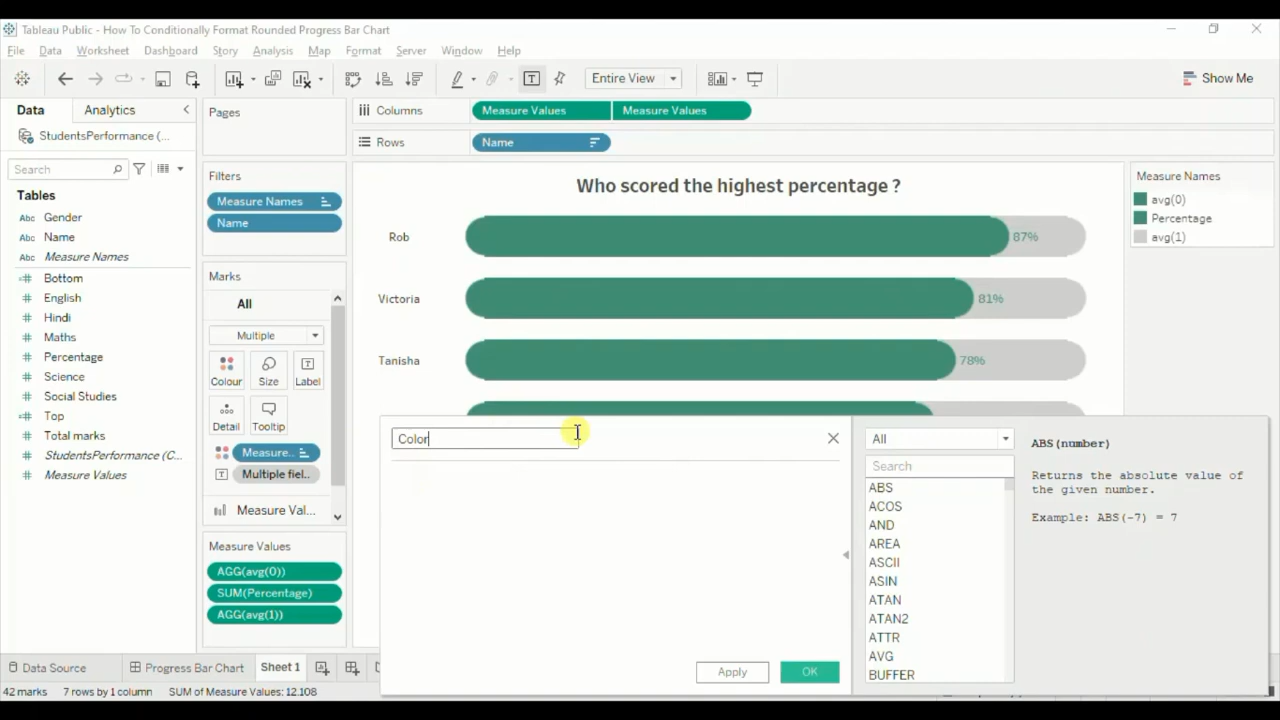 Tableau Public - How To Conditionally Format Rounded Progress Bar Chart
File Data Worksheet Dashboard Story Analysis Map Format Server Window Help
Entire View
Show Me
Data Analytics
StudentsPerformance (...
Search
Tables
Abc Gender
Abc Name
Abc Measure Names
# Bottom
# English
# Hindi
# Maths
# Percentage
# Science
# Social Studies
# Top
# Total marks
# StudentsPerformance (C...
# Measure Values
Pages
Filters
Measure Names
Name
Marks
All
Multiple
Colour Size Label
Detail Tooltip
Measure..
T Multiple fiel..
Measure Val...
Measure Values
AGG(avg(0))
SUM(Percentage)
AGG(avg(1))
Columns Measure Values Measure Values
Rows Name
Who scored the highest percentage ?
Rob 87%
Victoria 81%
Tanisha 78%
Measure Names
avg(0)
Percentage
avg(1)
Color
Apply OK
All
Search
ABS
ACOS
AND
AREA
ASCII
ASIN
ATAN
ATAN2
ATTR
AVG
BUFFER
ABS(number)
Returns the absolute value of
the given number.
Example: ABS(-7) = 7
Data Source Progress Bar Chart Sheet 1
42 marks 7 rows by 1 column SUM of Measure Values: 12.108